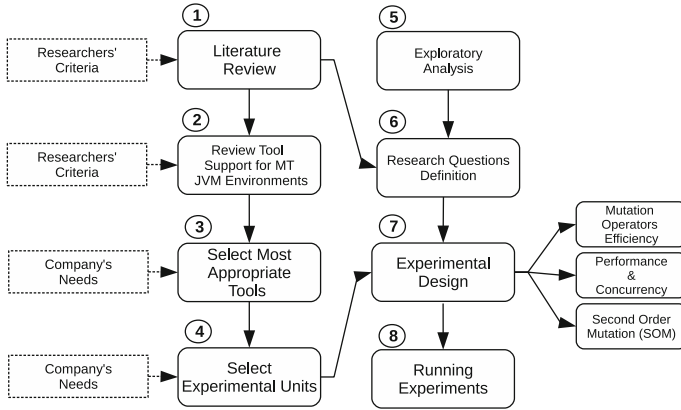 1
Researchers'
Criteria
Literature
Review
2
Researchers'
Criteria
Review Tool
Support for MT
JVM Environments
3
Company's
Needs
Select Most
Appropriate
Tools
4
Company's
Needs
Select
Experimental Units
5
Exploratory
Analysis
6
Research Questions
Definition
7
Experimental
Design
8
Running
Experiments
Mutation
Operators
Efficiency
Performance
&
Concurrency
Second Order
Mutation (SOM)